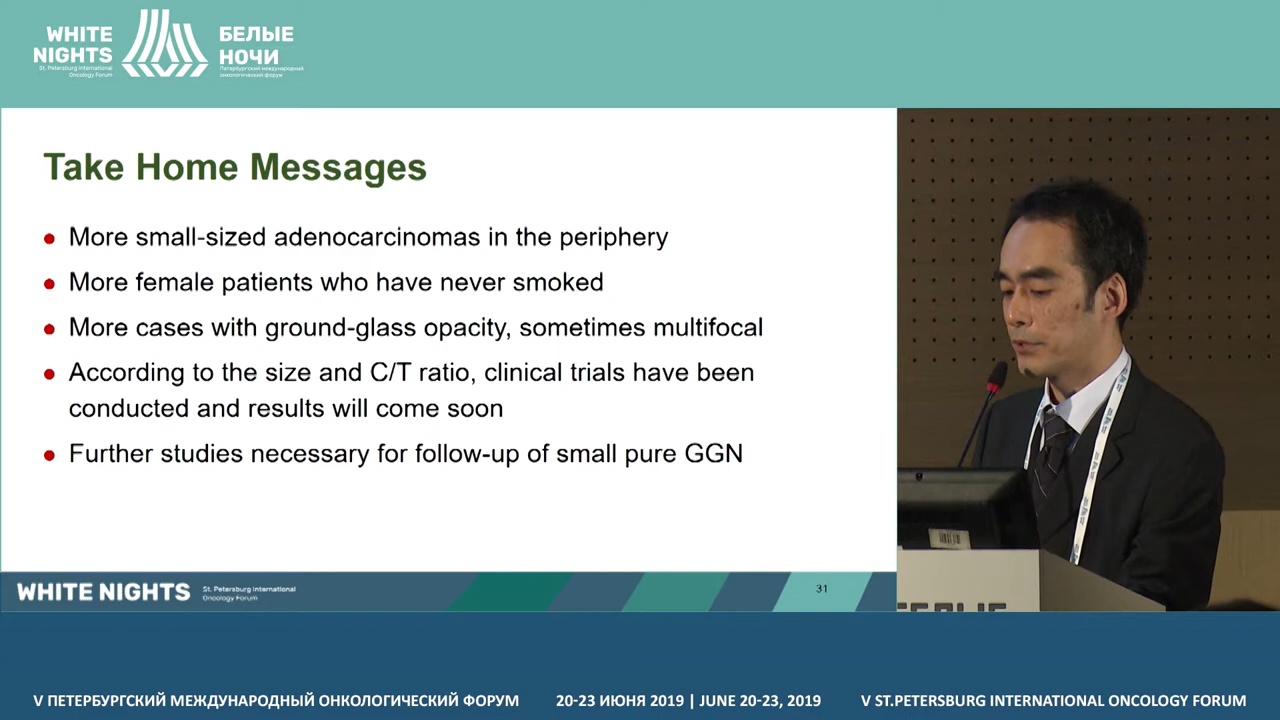 WHITE
NIGHTS
St. Petersburg International
Oncology Forum
БЕЛЫЕ
НОЧИ
Петербургский международный
онкологический форум
Take Home Messages
More small-sized adenocarcinomas in the periphery
More female patients who have never smoked
More cases with ground-glass opacity, sometimes multifocal
According to the size and C/T ratio, clinical trials have been
conducted and results will come soon
Further studies necessary for follow-up of small pure GGN
WHITE NIGHTS
St. Petersburg International
Oncology Forum
31
V ПЕТЕРБУРГСКИЙ МЕЖДУНАРОДНЫЙ ОНКОЛОГИЧЕСКИЙ ФОРУМ
20-23 ИЮНЯ 2019 | JUNE 20-23, 2019
V ST.PETERSBURG INTERNATIONAL ONCOLOGY FORUM